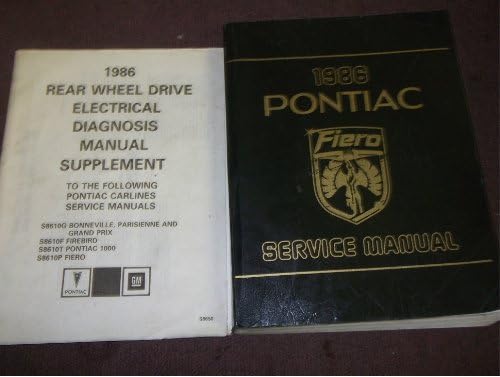 1986
REAR WHEEL DRIVE
ELECTRICAL
DIAGNOSIS
MANUAL
SUPPLEMENT
TO THE FOLLOWING
PONTIAC CARLINES
SERVICE MANUALS
S8610G BONNEVILLE, PARISIENNE AND
GRAND PRIX
S8610F FIREBIRD
S8610T PONTIAC 1000
S8610P FIERO
PONTIAC
GM
1986
PONTIAC
Fiero
SERVICE MANUAL